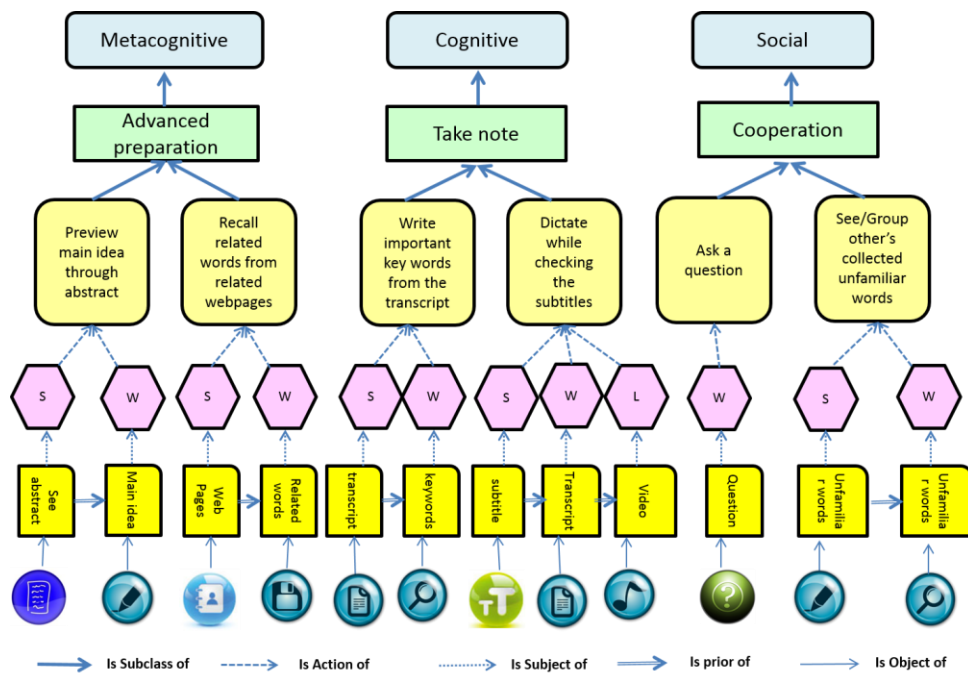 Metacognitive
Cognitive
Social
Advanced
preparation
Take note
Cooperation
Preview
main idea
through
abstract
Recall
related
words from
related
webpages
Write
important
key words
from the
transcript
Dictate
while
checking
the
subtitles
Ask a
question
See/Group
other's
collected
unfamiliar
words
S
W
S
W
S
W
S
W
L
W
S
W
See
abstract
Main idea
Web
Pages
Related
words
transcript
keywords
subtitle
Transcript
Video
Question
Unfamilia
r words
Unfamilia
r words
TT
?
Is Subclass of
Is Action of
Is Subject of
Is prior of
Is Object of